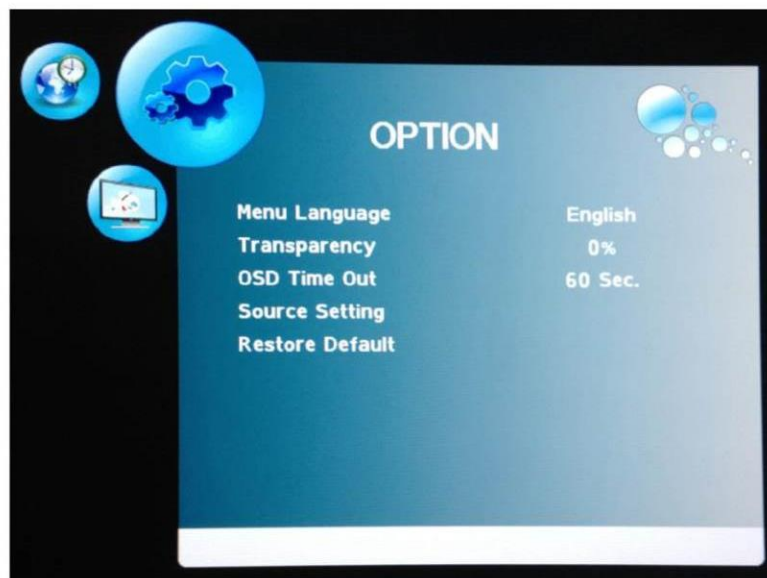 OPTION
Menu Language English
Transparency 0%
OSD Time Out 60 Sec.
Source Setting
Restore Default